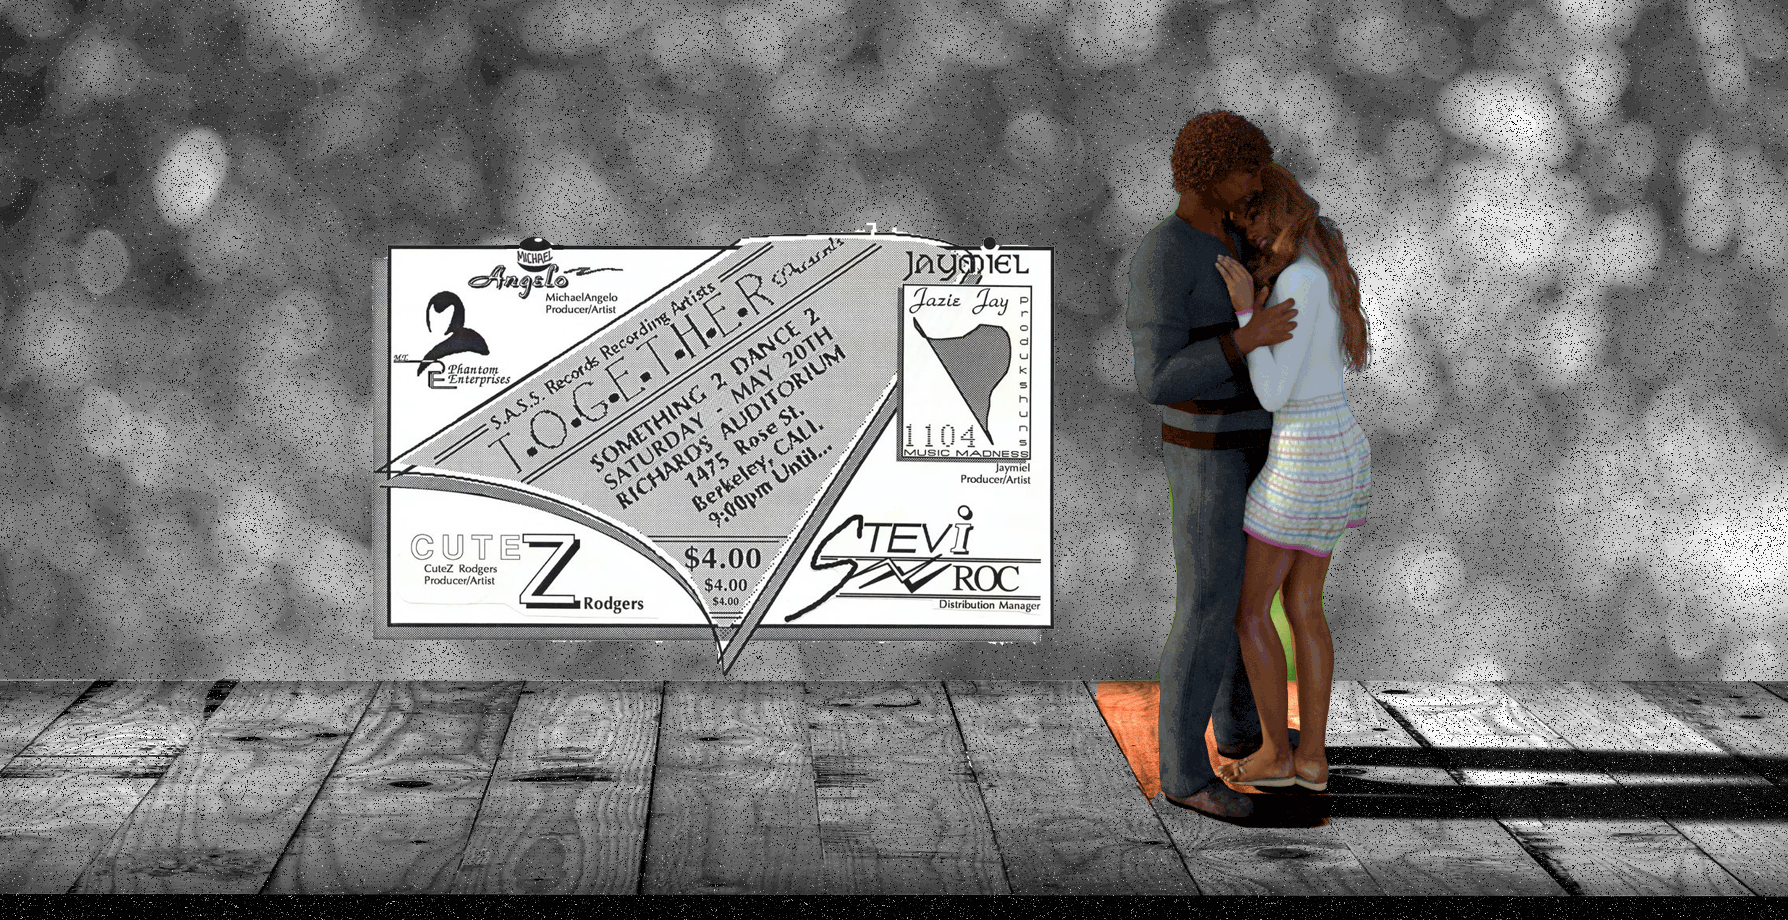 MICHAEL
Angelo
MichaelAngelo
Producer/Artist
M.T.
Phantom
Enterprises
S.A.S.S. Records Recording Artists
T.O.G.E.T.H.E.R Presents
SOMETHING 2 DANCE 2
SATURDAY - MAY 20TH
RICHARDS AUDITORIUM
1475 Rose St.
Berkeley, CALI.
9:00pm Until...
$4.00
$4.00
$4.00
JAYMIEL
Jazie Jay
Produkshuns
1104
MUSIC MADNESS
Jaymiel
Producer/Artist
CUTEZ
CuteZ Rodgers
Producer/Artist
Rodgers
STEVi
ROC
Distribution Manager